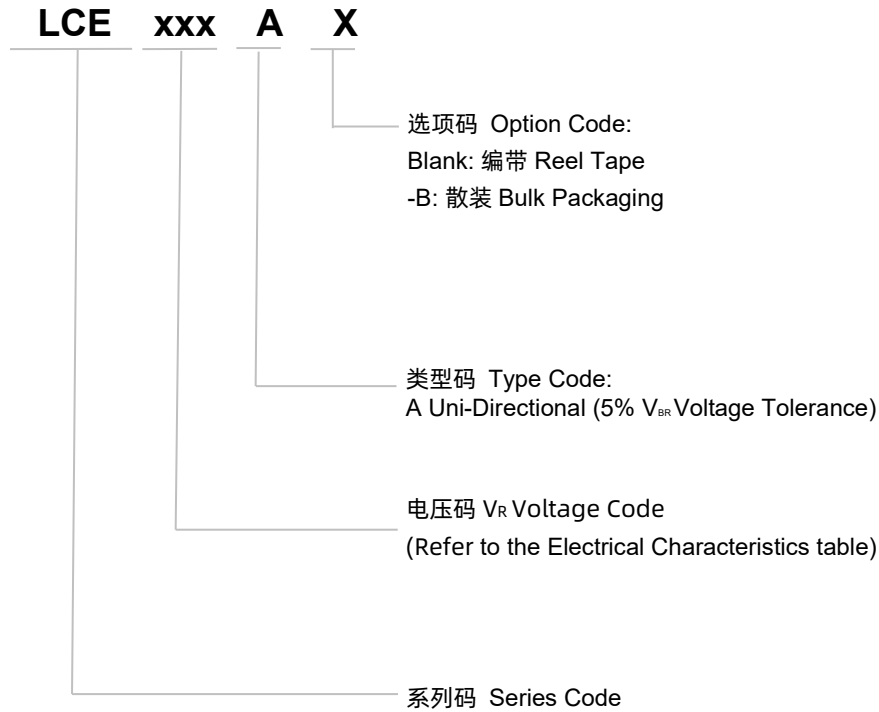 LCE xxx A X
选项码 Option Code:
Blank: 编带 Reel Tape
-B: 散装 Bulk Packaging
类型码 Type Code:
A Uni-Directional (5% VBR Voltage Tolerance)
电压码 VR Voltage Code
(Refer to the Electrical Characteristics table)
系列码 Series Code